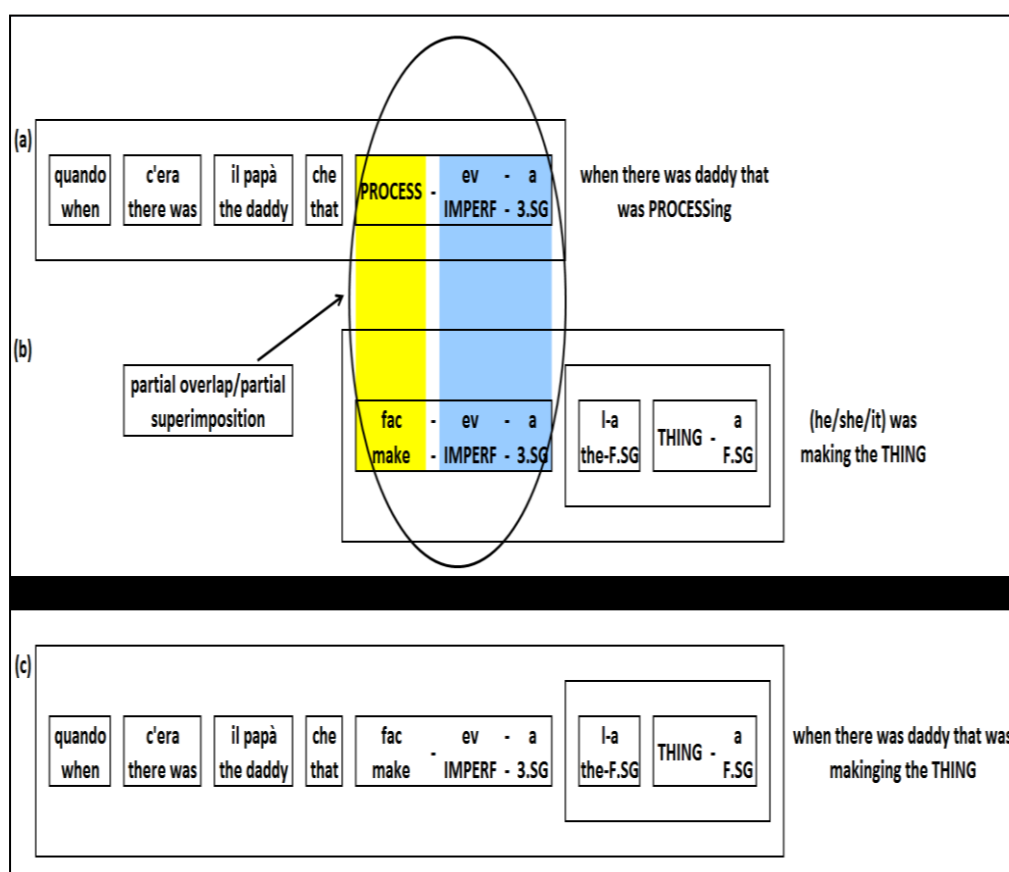 (a)
quando c'era il papà che ev - a
when there was the daddy that PROCESS - IMPERF - 3.SG
when there was daddy that
was PROCESSing
(b)
partial overlap/partial
superimposition
fac - ev - a l-a THING - a
make - IMPERF - 3.SG the-F.SG F.SG
(he/she/it) was
making the THING
(c)
quando c'era il papà che fac - ev - a l-a THING - a
when there was the daddy that make IMPERF - 3.SG the-F.SG F.SG
when there was daddy that was
makinging the THING